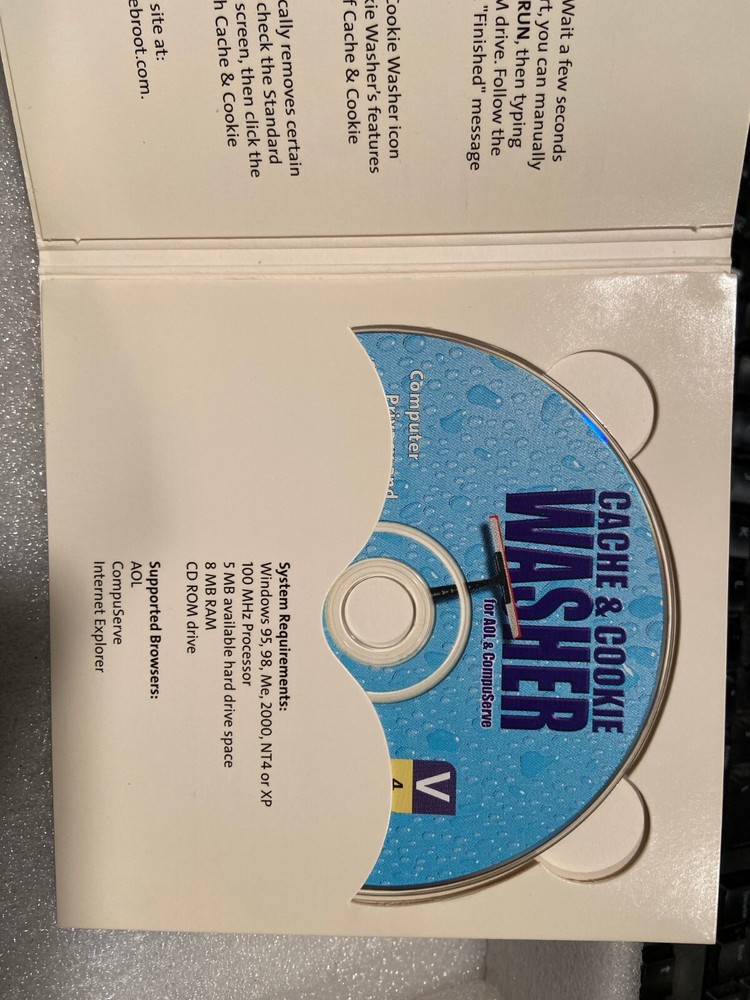 Wait a few seconds
rt, you can manually
RUN, then typing
M drive. Follow the
"Finished" message
Cookie Washer icon
kie Washer's features
f Cache & Cookie
cally removes certain
check the Standard
screen, then click the
h Cache & Cookie
site at:
ebroot.com.
CACHE & COOKIE
WASHER
for AOL & CompuServe
Computer
V
4
System Requirements:
Windows 95, 98, Me, 2000, NT4 or XP
100 MHz Processor
5 MB available hard drive space
8 MB RAM
CD ROM drive
Supported Browsers:
AOL
CompuServe
Internet Explorer